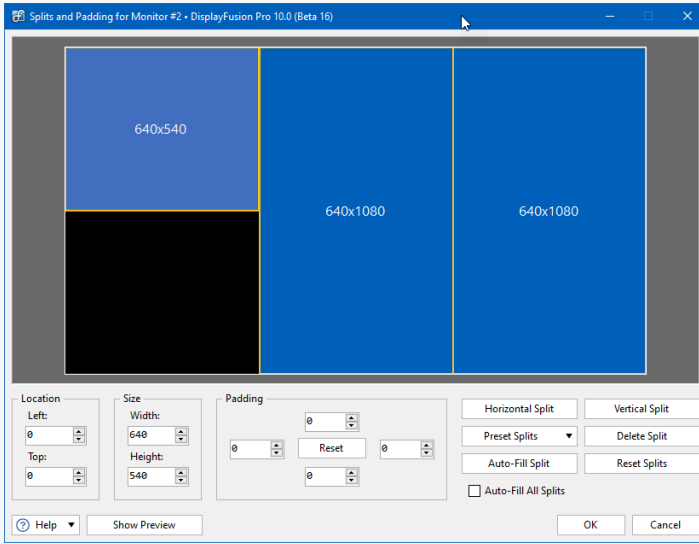 Splits and Padding for Monitor #2 • DisplayFusion Pro 10.0 (Beta 16)
640x540
640x1080
640x1080
Location
Left:
0
Top:
0
Size
Width:
640
Height:
540
Padding
0
0
Reset
0
0
Horizontal Split
Vertical Split
Preset Splits
Delete Split
Auto-Fill Split
Reset Splits
Auto-Fill All Splits
? Help
Show Preview
OK
Cancel